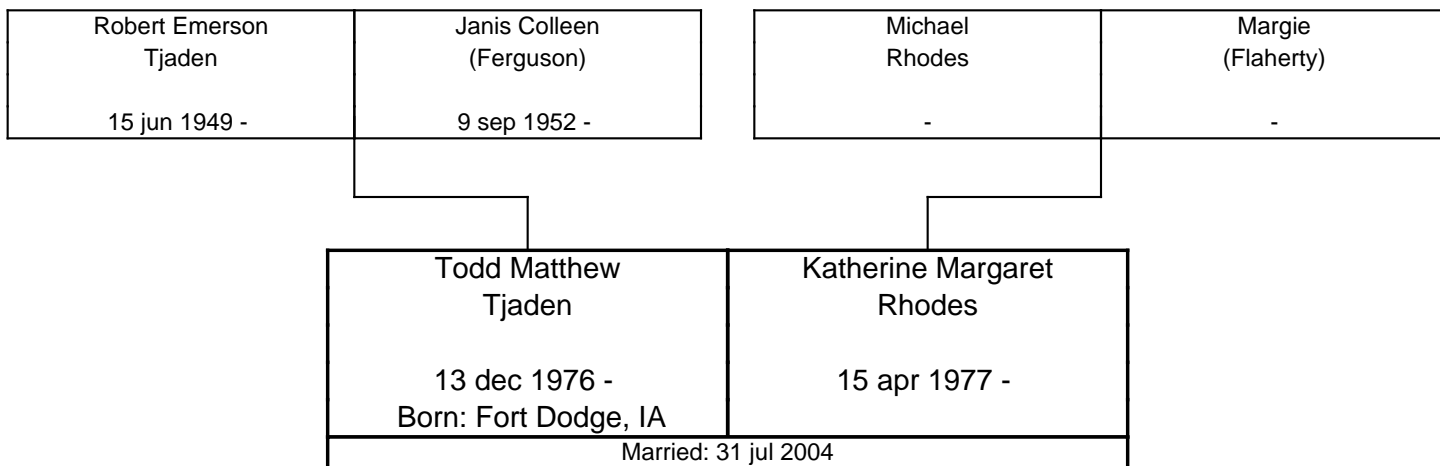 Robert Emerson
Tjaden
15 jun 1949 -
Janis Colleen
(Ferguson)
9 sep 1952 -
Michael
Rhodes
-
Margie
(Flaherty)
-
Todd Matthew
Tjaden
13 dec 1976 -
Born: Fort Dodge, IA
Katherine Margaret
Rhodes
15 apr 1977 -
Married: 31 jul 2004